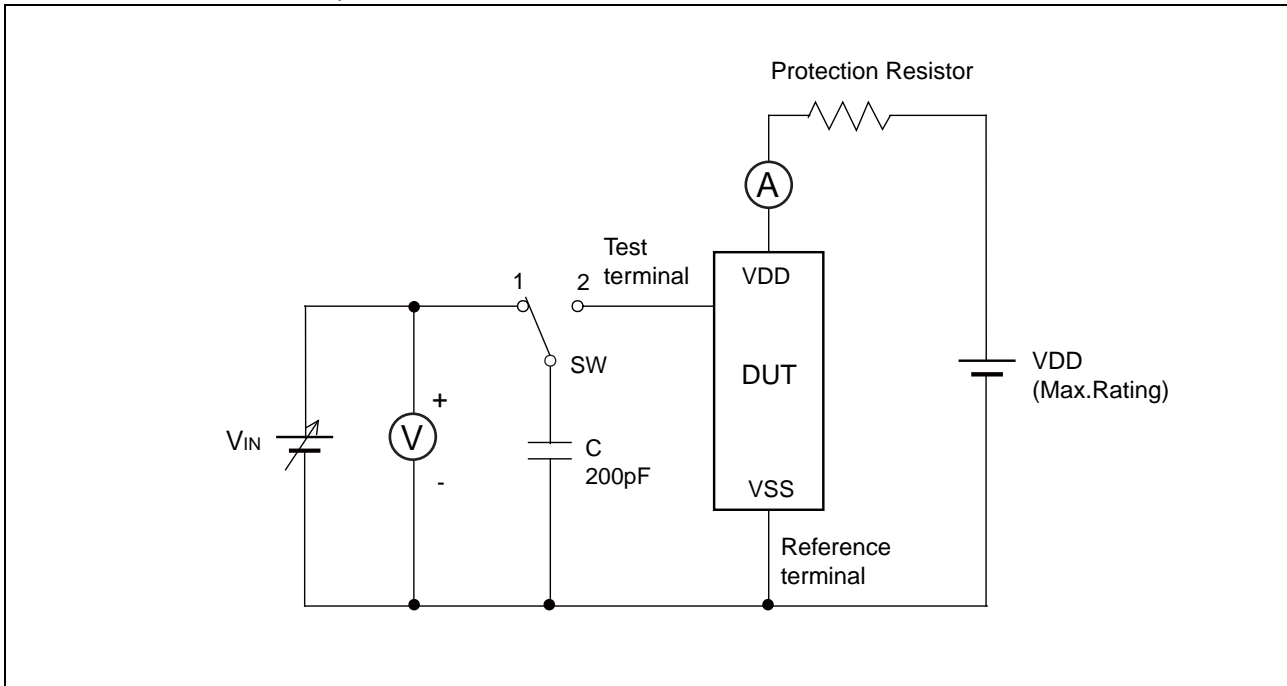 Protection Resistor
A
Test
terminal
VDD
1
2
SW
DUT
VDD
(Max.Rating)
+
VIN
V
C
200pF
-
VSS
Reference
terminal